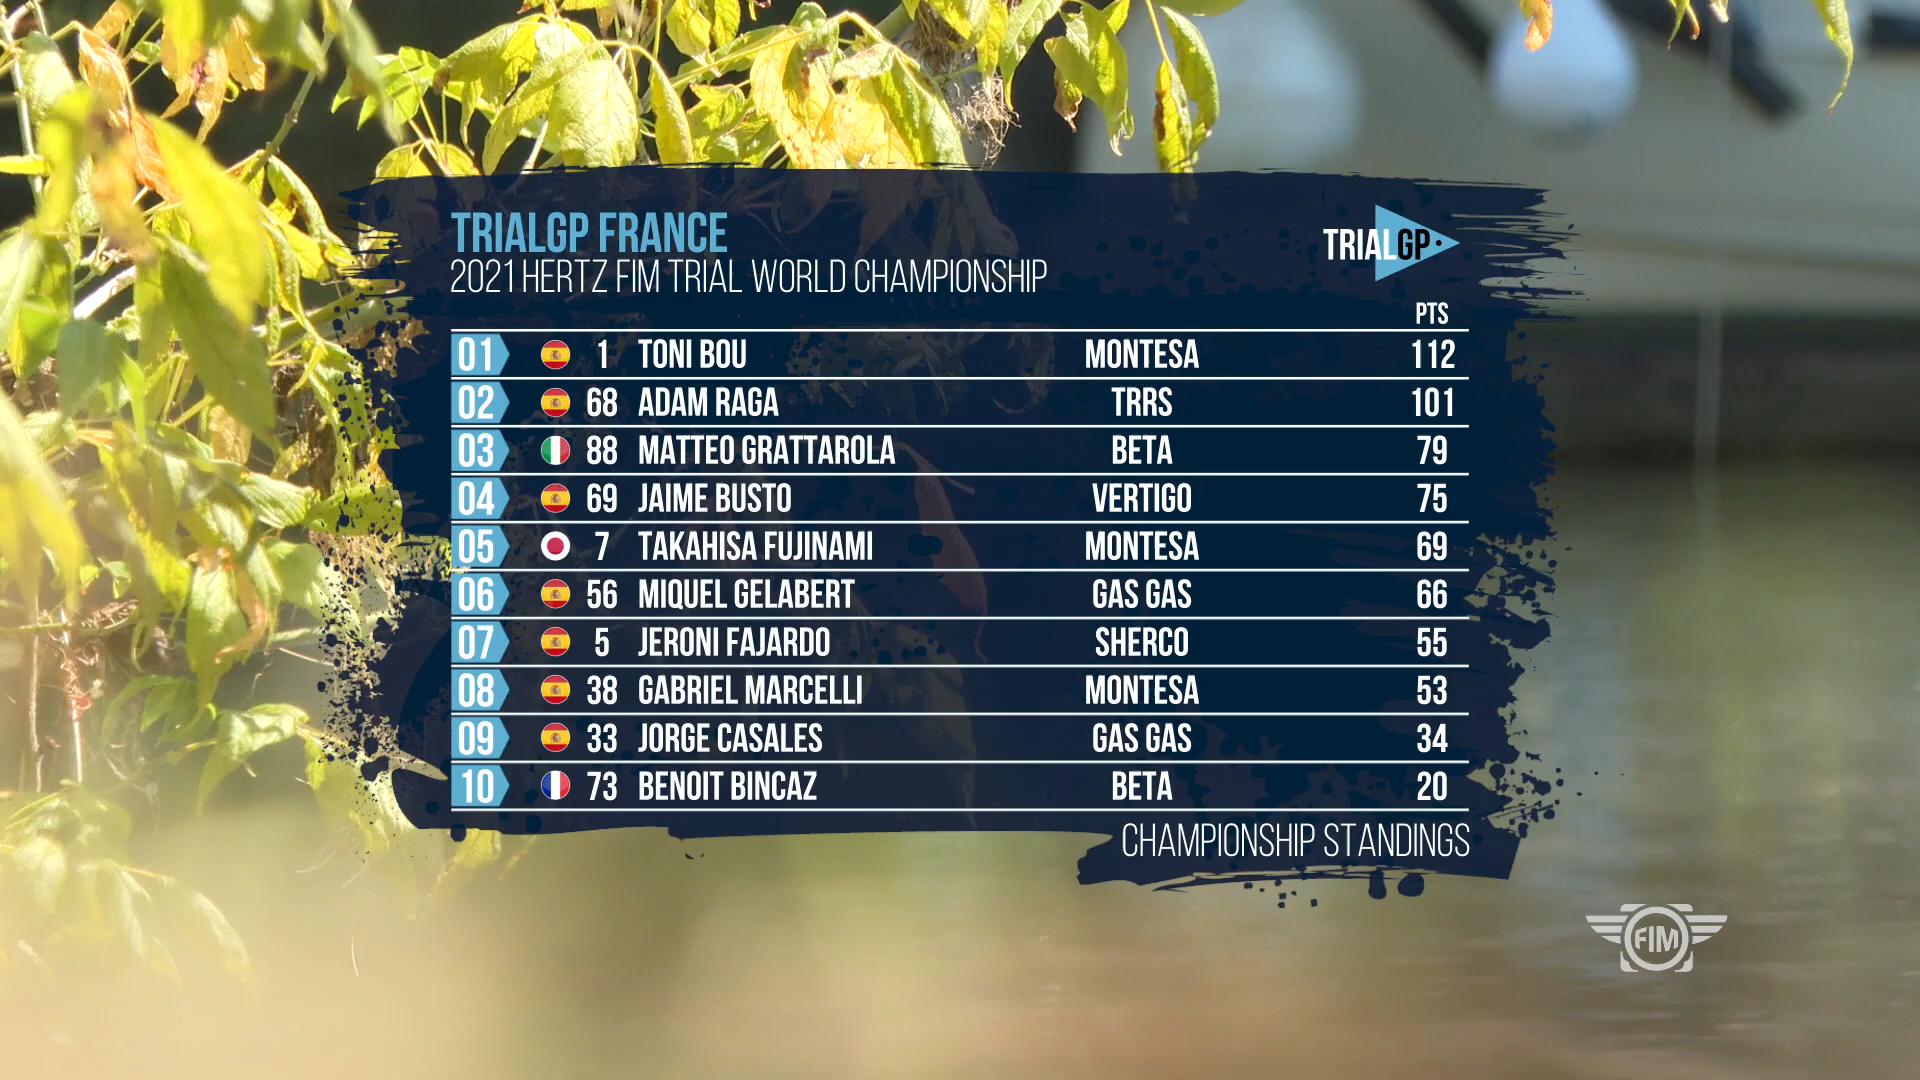 TRIALGP FRANCE
2021 HERTZ FIM TRIAL WORLD CHAMPIONSHIP
TRIALGP
PTS
01 1 TONI BOU MONTESA 112
02 68 ADAM RAGA TRRS 101
03 88 MATTEO GRATTAROLA BETA 79
04 69 JAIME BUSTO VERTIGO 75
05 7 TAKAHISA FUJINAMI MONTESA 69
06 56 MIQUEL GELABERT GAS GAS 66
07 5 JERONI FAJARDO SHERCO 55
08 38 GABRIEL MARCELLI MONTESA 53
09 33 JORGE CASALES GAS GAS 34
10 73 BENOIT BINCAZ BETA 20
CHAMPIONSHIP STANDINGS
FIM